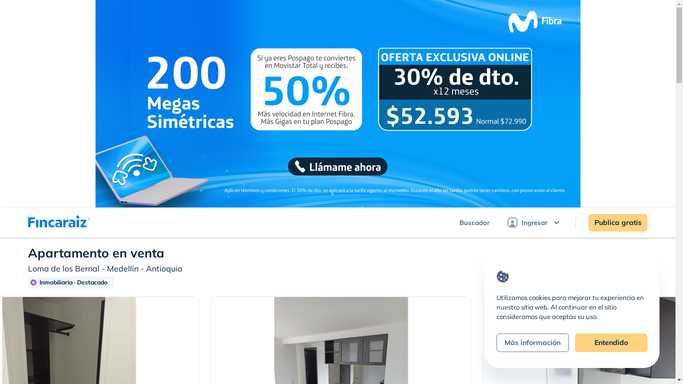 Fibra
200
Megas
Simétricas
Si ya eres Pospago te conviertes
en Movistar Total y recibes:
50%
Más velocidad en Internet Fibra.
Más Gigas en tu plan Pospago
OFERTA EXCLUSIVA ONLINE
30% de dto.
x12 meses
$52.593 Normal $72.990
Llámame ahora
Fincaraiz
Buscador
Ingresar
Publica gratis
Apartamento en venta
Loma de los Bernal - Medellín - Antioquia
Inmobiliaria · Destacado
Utilizamos cookies para mejorar tu experiencia en
nuestro sitio web. Al continuar en el sitio
consideramos que aceptas su uso.
Más información
Entendido